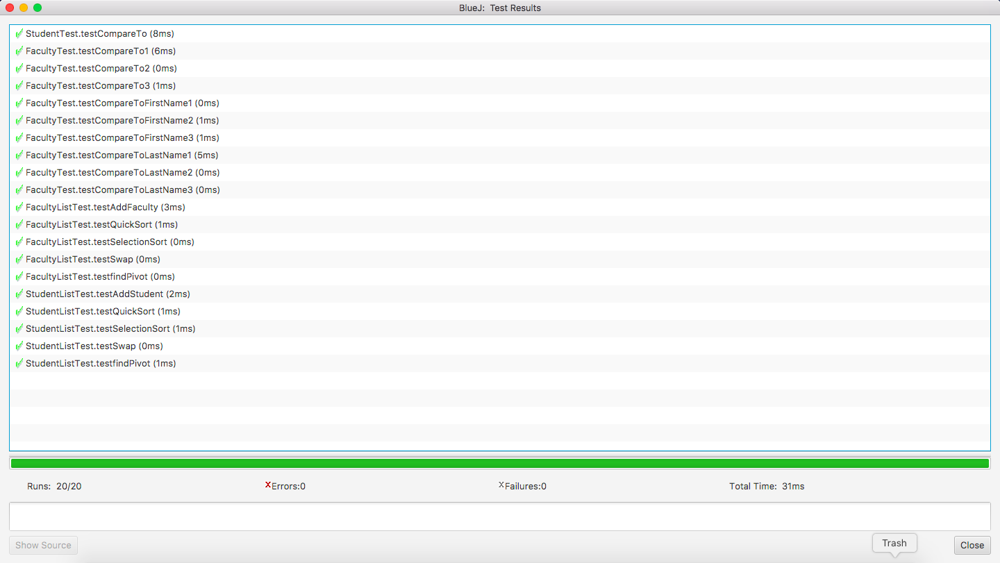 BlueJ: Test Results
StudentTest.testCompareTo (8ms)
FacultyTest.testCompareTo1 (6ms)
FacultyTest.testCompareTo2 (0ms)
FacultyTest.testCompareTo3 (1ms)
FacultyTest.testCompareToFirstName1 (0ms)
FacultyTest.testCompareToFirstName2 (1ms)
FacultyTest.testCompareToFirstName3 (1ms)
FacultyTest.testCompareToLastName1 (5ms)
FacultyTest.testCompareToLastName2 (0ms)
FacultyTest.testCompareToLastName3 (0ms)
FacultyListTest.testAddFaculty (3ms)
FacultyListTest.testQuickSort (1ms)
FacultyListTest.testSelectionSort (0ms)
FacultyListTest.testSwap (0ms)
FacultyListTest.testfindPivot (0ms)
StudentListTest.testAddStudent (2ms)
StudentListTest.testQuickSort (1ms)
StudentListTest.testSelectionSort (1ms)
StudentListTest.testSwap (0ms)
StudentListTest.testfindPivot (1ms)
Runs: 20/20 Errors:0 Failures:0 Total Time: 31ms
Show Source Trash Close